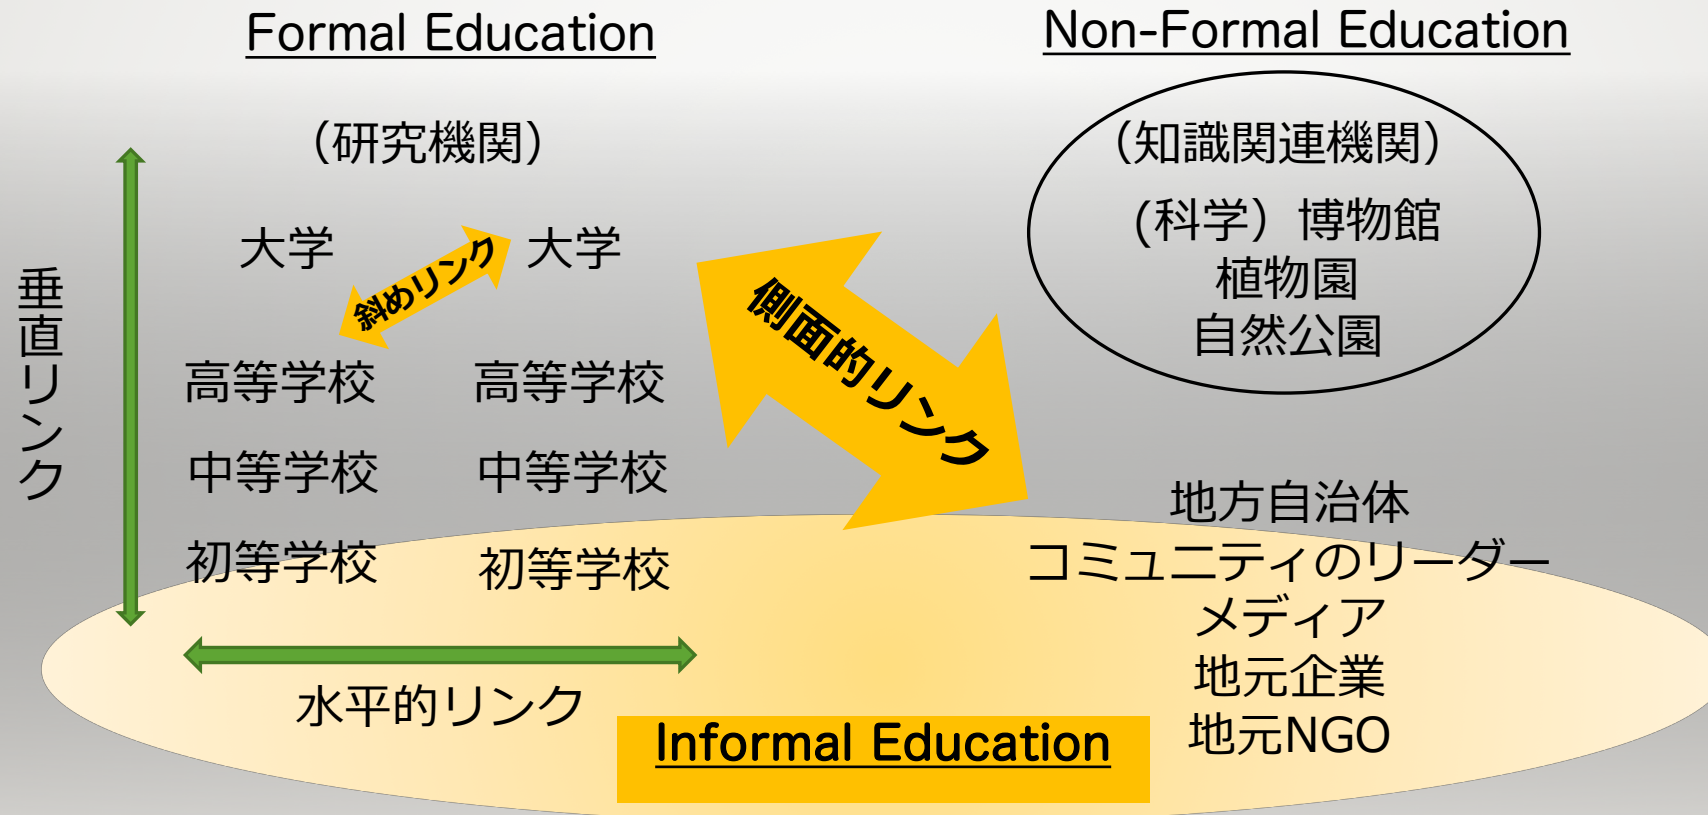 Formal Education
Non-Formal Education
（研究機関）
（知識関連機関）
(科学）博物館
植物園
自然公園
大学
斜めリンク
大学
側面的リンク
垂直リンク
高等学校
高等学校
中等学校
中等学校
初等学校
初等学校
地方自治体
コミュニティのリーダー
メディア
地元企業
地元NGO
水平的リンク
Informal Education